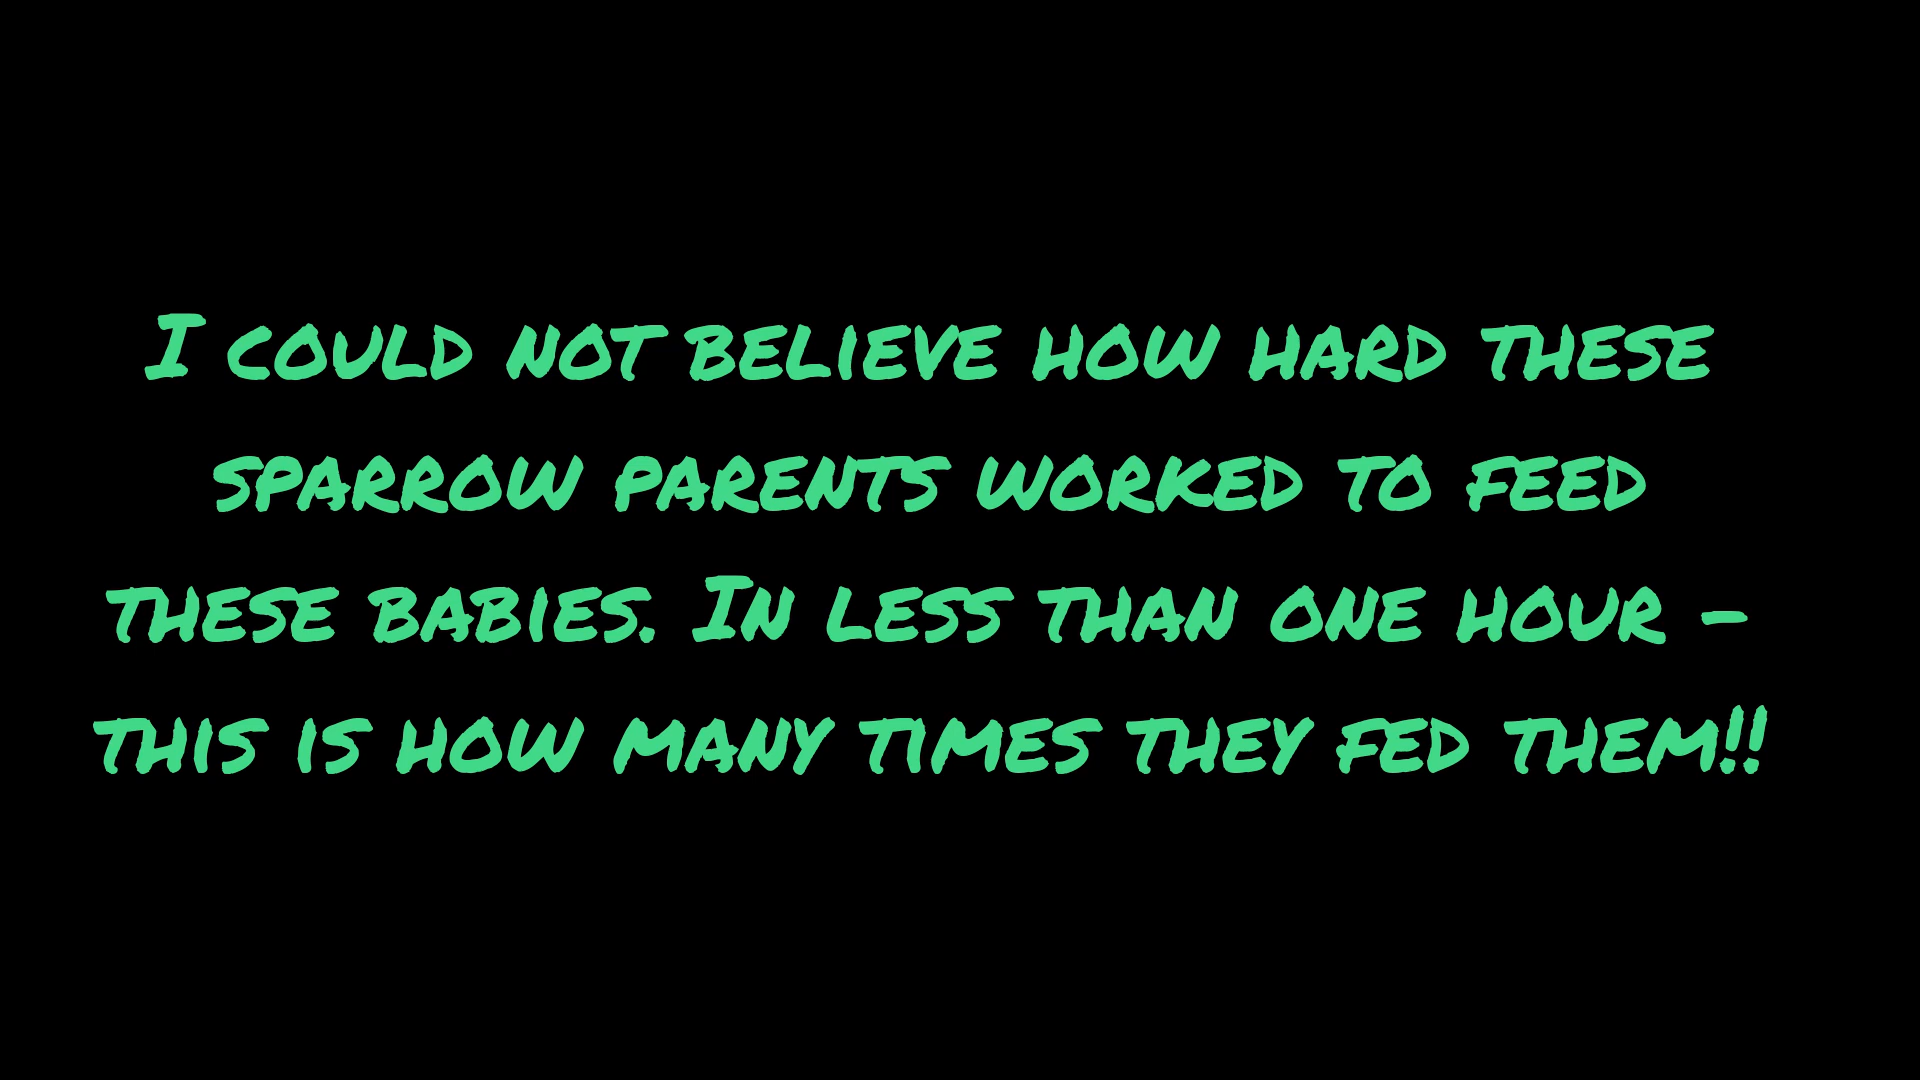 I could not believe how hard these
sparrow parents worked to feed
these babies. In less than one hour -
this is how many times they fed them!!